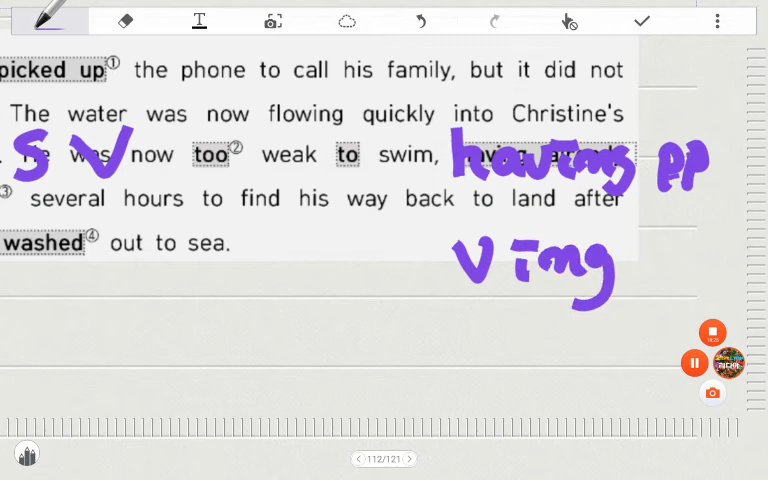 T
picked up① the phone to call his family, but it did not
The water was now flowing quickly into Christine's
S V now too② weak to swim, having pp
③ several hours to find his way back to land after
washed④ out to sea.
V ing
112/121